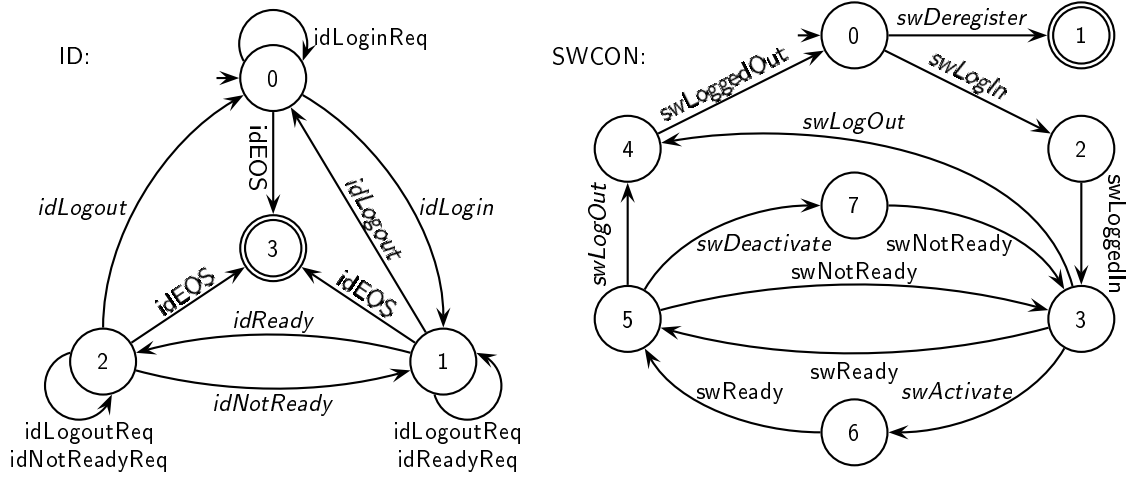 ID:
idLoginReq
0
idEOS
idLogout
idLogout
idLogin
3
idEOS
idEOS
idReady
2
1
idNotReady
idLogoutReq
idNotReadyReq
idLogoutReq
idReadyReq
SWCON:
0
swDeregister
1
swLoggedOut
swLogIn
swLogOut
4
2
swLogOut
7
swLoggedIn
swDeactivate
swNotReady
swNotReady
5
3
swReady
swReady
swActivate
6